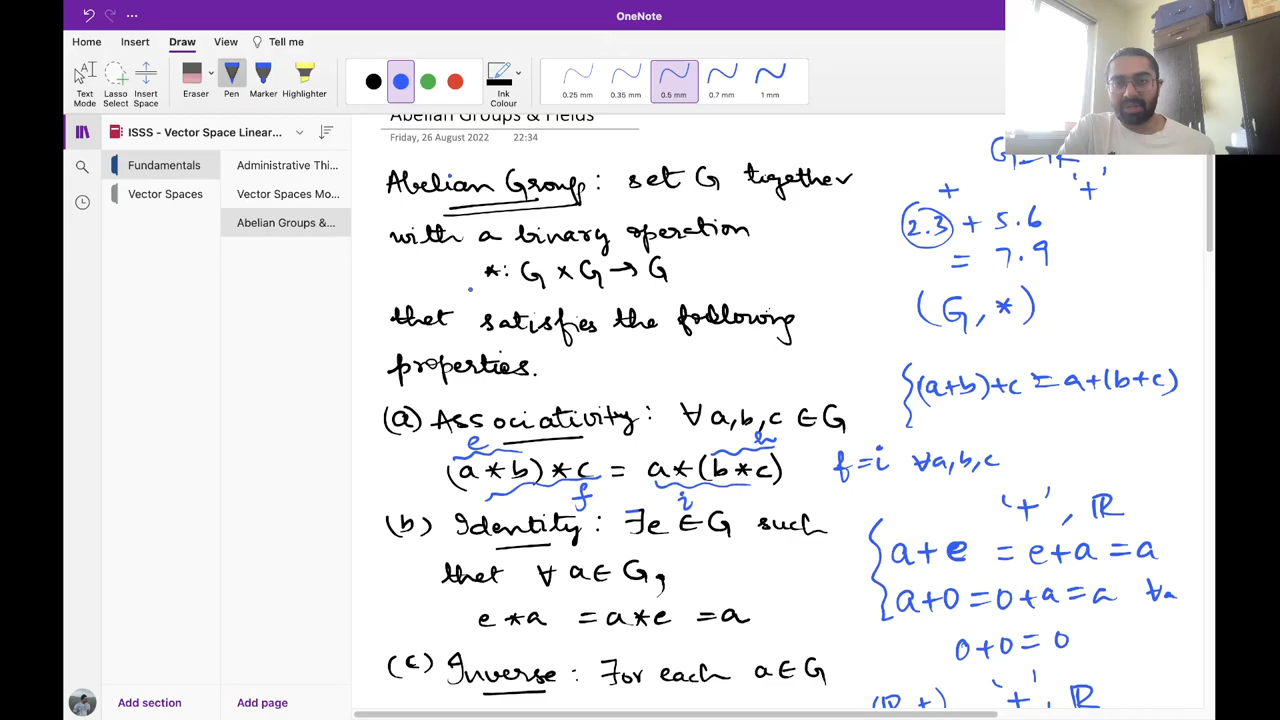 OneNote
Home Insert Draw View Tell me
Text Mode
Lasso Select
Insert Space
Eraser
Pen
Marker
Highlighter
Ink Colour
0.25 mm
0.35 mm
0.5 mm
0.7 mm
1 mm
ISSS - Vector Space Linear...
Fundamentals
Vector Spaces
Administrative Thi...
Vector Spaces Mo...
Abelian Groups &...
Abelian Groups & Fields
Friday, 26 August 2022 22:34
Abelian Group: set G together
with a binary operation
*: G × G → G
that satisfies the following
properties.
(a) Associativity: ∀ a,b,c ∈ G
e h
(a * b) * c = a * (b * c)
f i
(b) Identity: ∃e ∈ G such
that ∀ a ∈ G,
e * a = a * e = a
(c) Inverse: For each a ∈ G
+ '+'
2.3 + 5.6
= 7.9
(G, *)
(a+b)+c = a+(b+c)
f = i ∀a,b,c
'+', ℝ
a+e = e+a = a
a+0 = 0+a = a ∀a
0+0 = 0
'+', ℝ
Add section
Add page